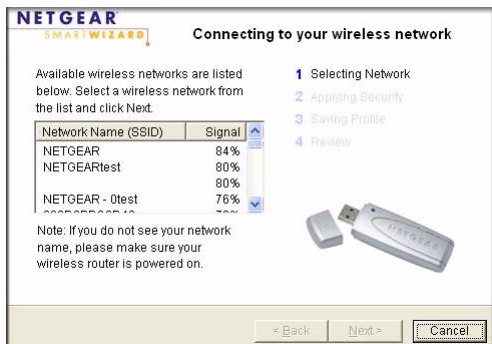 NETGEAR
SMARTWIZARD
Connecting to your wireless network
Available wireless networks are listed
below. Select a wireless network from
the list and click Next.
Network Name (SSID) Signal
NETGEAR 84%
NETGEARtest 80%
80%
NETGEAR - 0test 76%
Note: If you do not see your network
name, please make sure your
wireless router is powered on.
1 Selecting Network
2 Applying Security
3 Saving Profile
4 Review
NETGEAR
< Back
Next >
Cancel